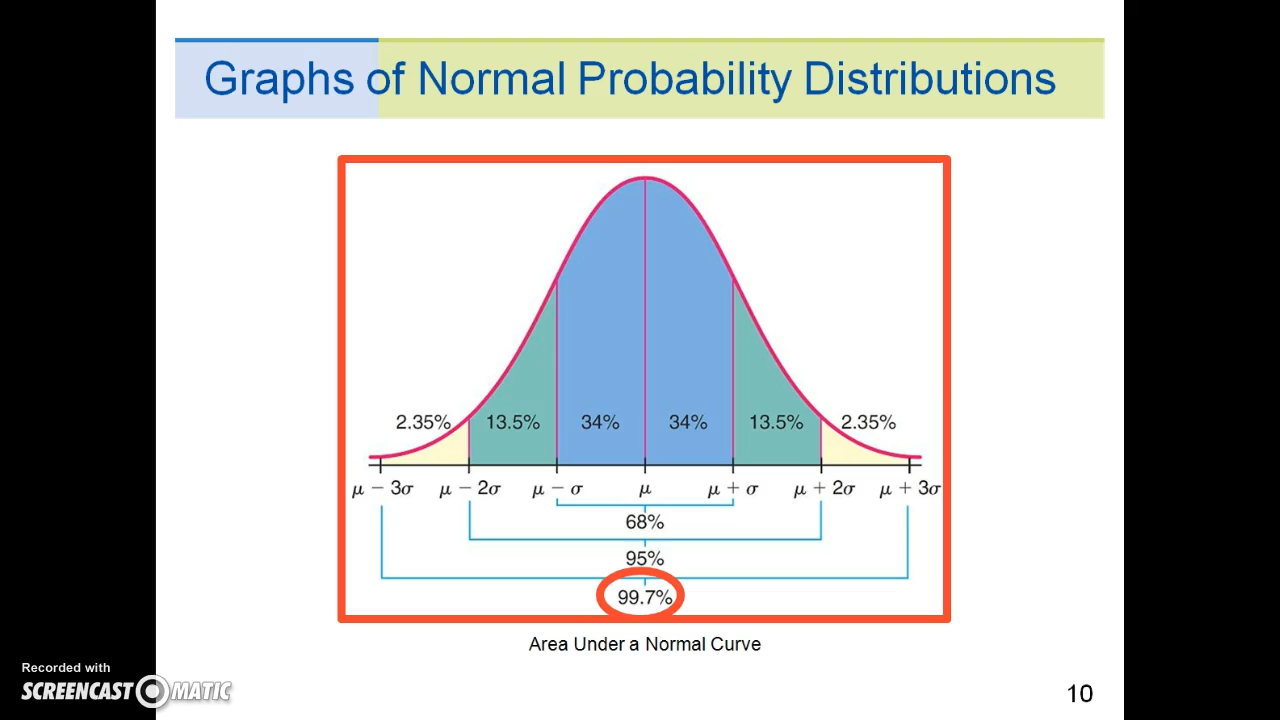 Graphs of Normal Probability Distributions
2.35% 13.5% 34% 34% 13.5% 2.35%
μ − 3σ μ − 2σ μ − σ μ μ + σ μ + 2σ μ + 3σ
68%
95%
99.7%
Area Under a Normal Curve
Recorded with
SCREENCAST MATIC
10